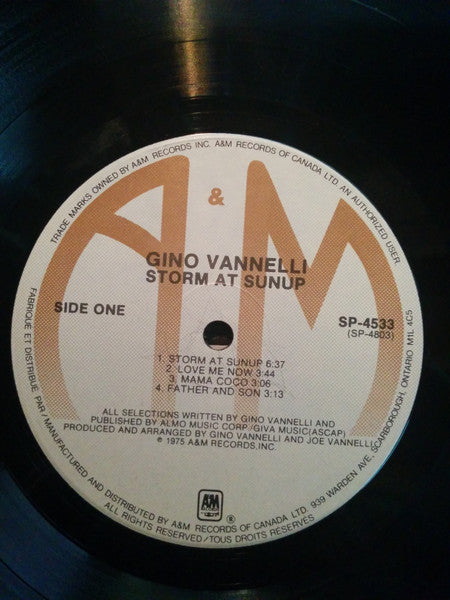 TRADE MARKS OWNED BY A&M RECORDS INC. A&M RECORDS OF CANADA LTD. AN AUTHORIZED USER
A & M
GINO VANNELLI
STORM AT SUNUP
SIDE ONE
SP-4533
(SP-4803)
1. STORM AT SUNUP 6:37
2. LOVE ME NOW 3:44
3. MAMA COCO 3:06
4. FATHER AND SON 3:13
ALL SELECTIONS WRITTEN BY GINO VANNELLI AND
PUBLISHED BY ALMO MUSIC CORP./GIVA MUSIC(ASCAP)
PRODUCED AND ARRANGED BY GINO VANNELLI AND JOE VANNELLI
℗ 1975 A&M RECORDS, INC.
A&M
RECORDS
®
FABRIQUÉ ET DISTRIBUÉ PAR/MANUFACTURED AND DISTRIBUTED BY A&M RECORDS OF CANADA LTD. 939 WARDEN AVE, SCARBOROUGH, ONTARIO M1L 4C5
ALL RIGHTS RESERVED/TOUS DROITS RESERVÉS